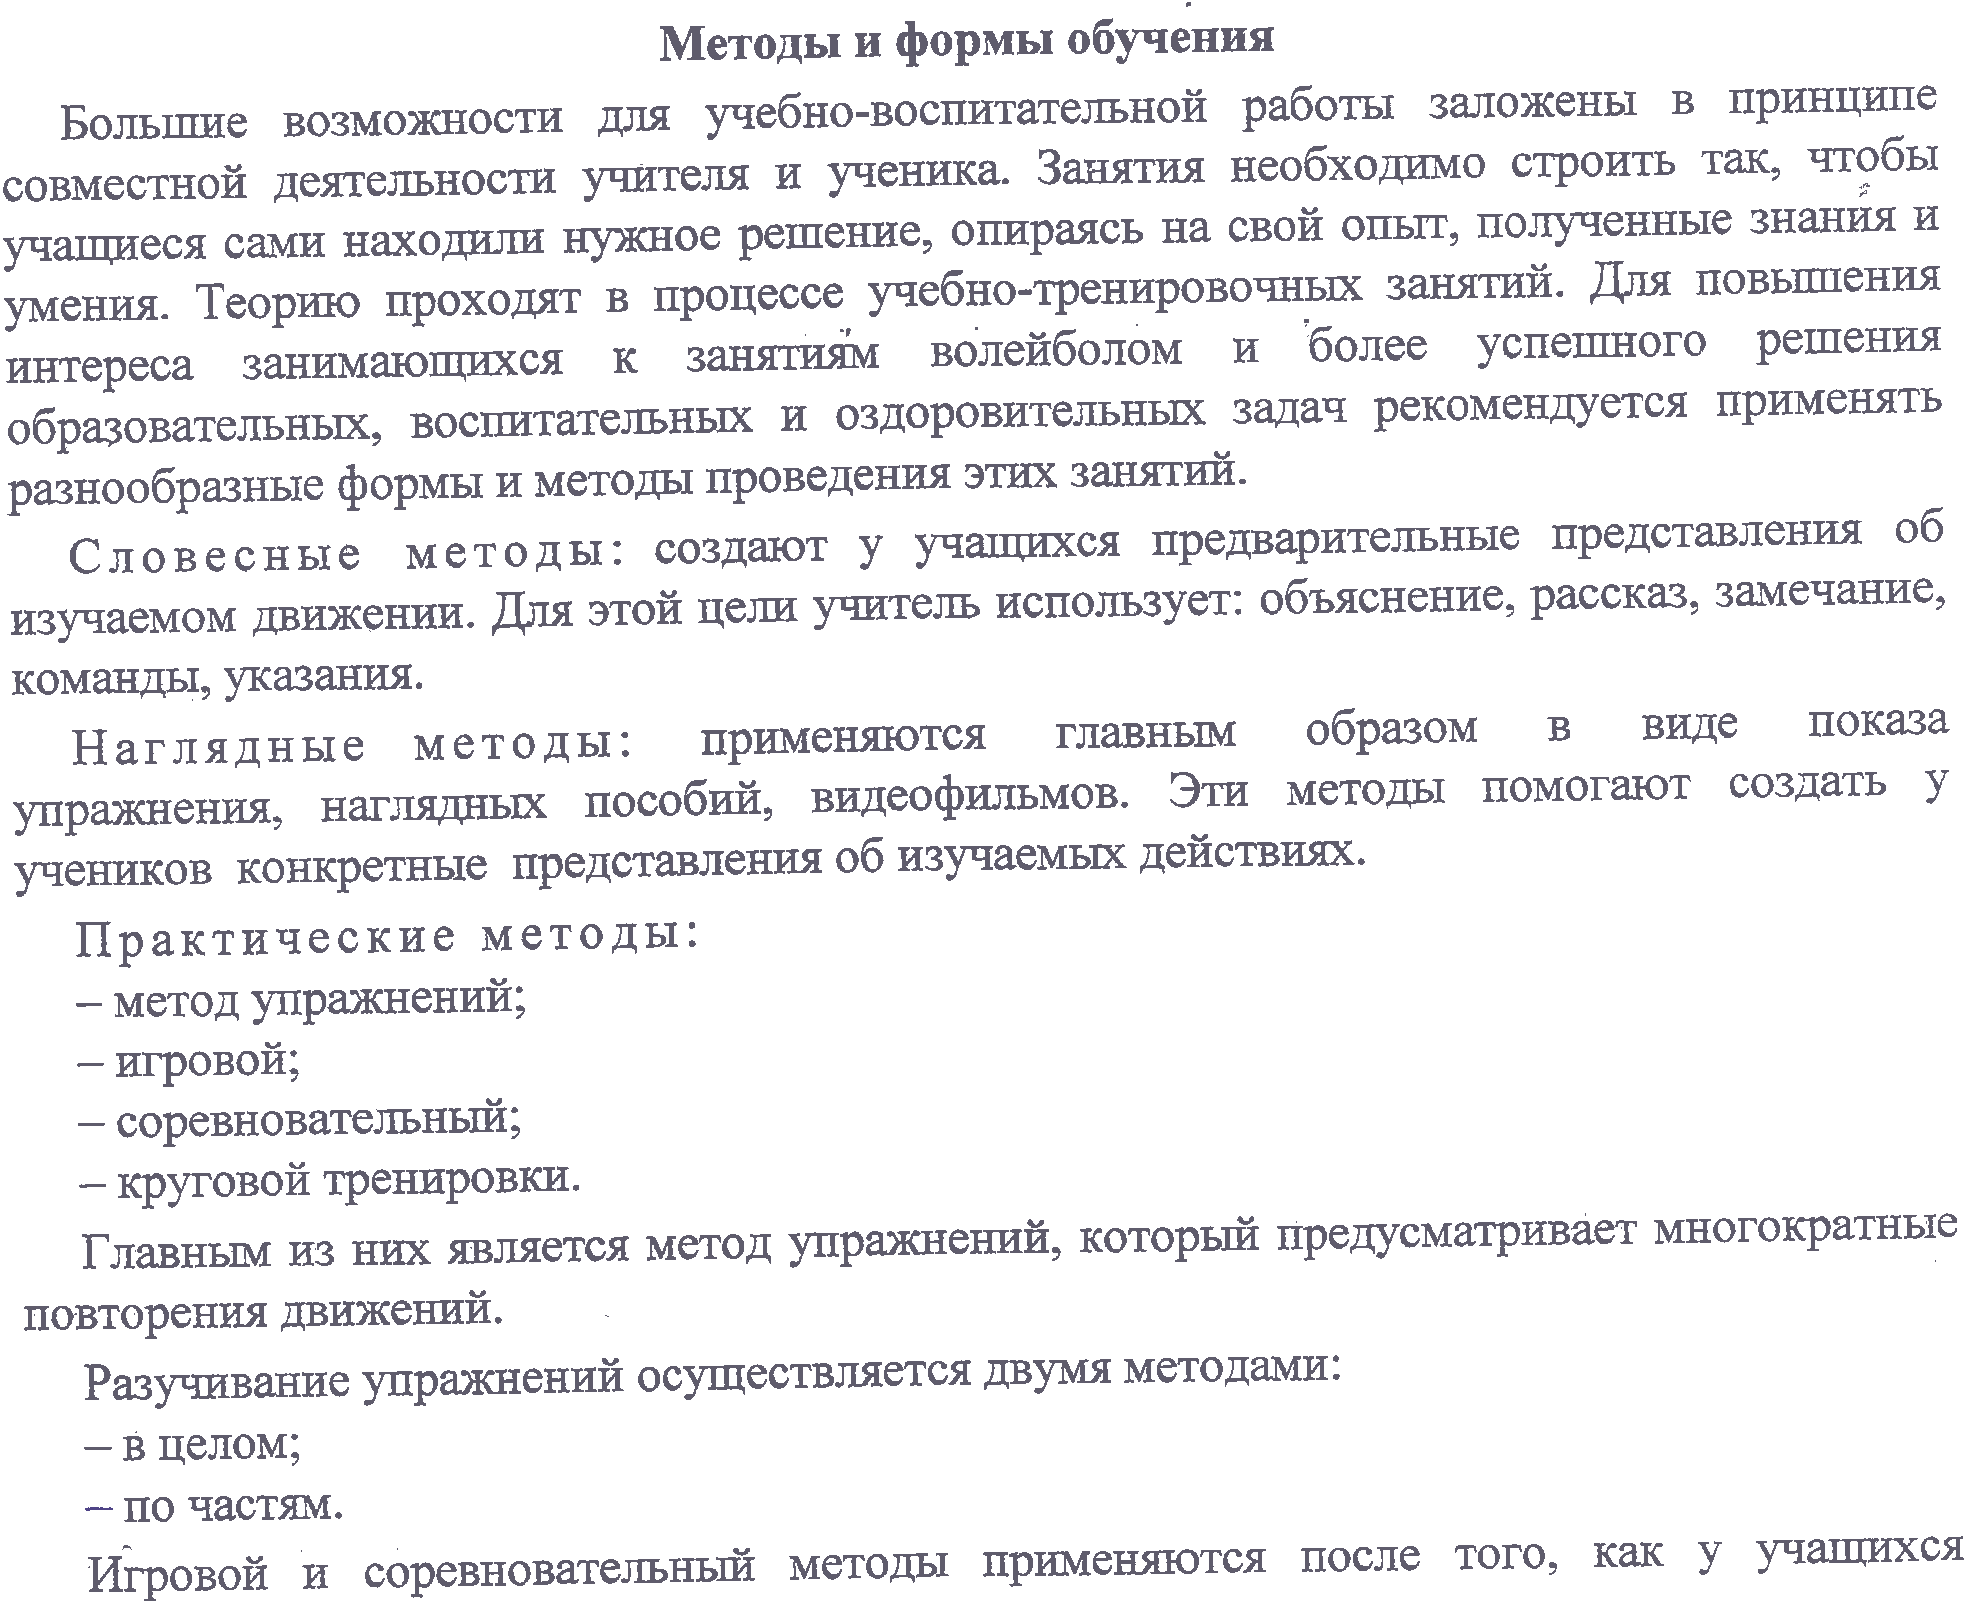 Методы и формы обучения
Большие возможности для учебно-воспитательной работы заложены в принципе
совместной деятельности учителя и ученика. Занятия необходимо строить так, чтобы
учащиеся сами находили нужное решение, опираясь на свой опыт, полученные знания и
умения. Теорию проходят в процессе учебно-тренировочных занятий. Для повышения
интереса занимающихся к занятиям волейболом и более успешного решения
образовательных, воспитательных и оздоровительных задач рекомендуется применять
разнообразные формы и методы проведения этих занятий.
Словесные методы: создают у учащихся предварительные представления об
изучаемом движении. Для этой цели учитель использует: объяснение, рассказ, замечание,
команды, указания.
Наглядные методы: применяются главным образом в виде показа
упражнения, наглядных пособий, видеофильмов. Эти методы помогают создать у
учеников конкретные представления об изучаемых действиях.
Практические методы:
– метод упражнений;
– игровой;
– соревновательный;
– круговой тренировки.
Главным из них является метод упражнений, который предусматривает многократные
повторения движений.
Разучивание упражнений осуществляется двумя методами:
– в целом;
– по частям.
Игровой и соревновательный методы применяются после того, как у учащихся